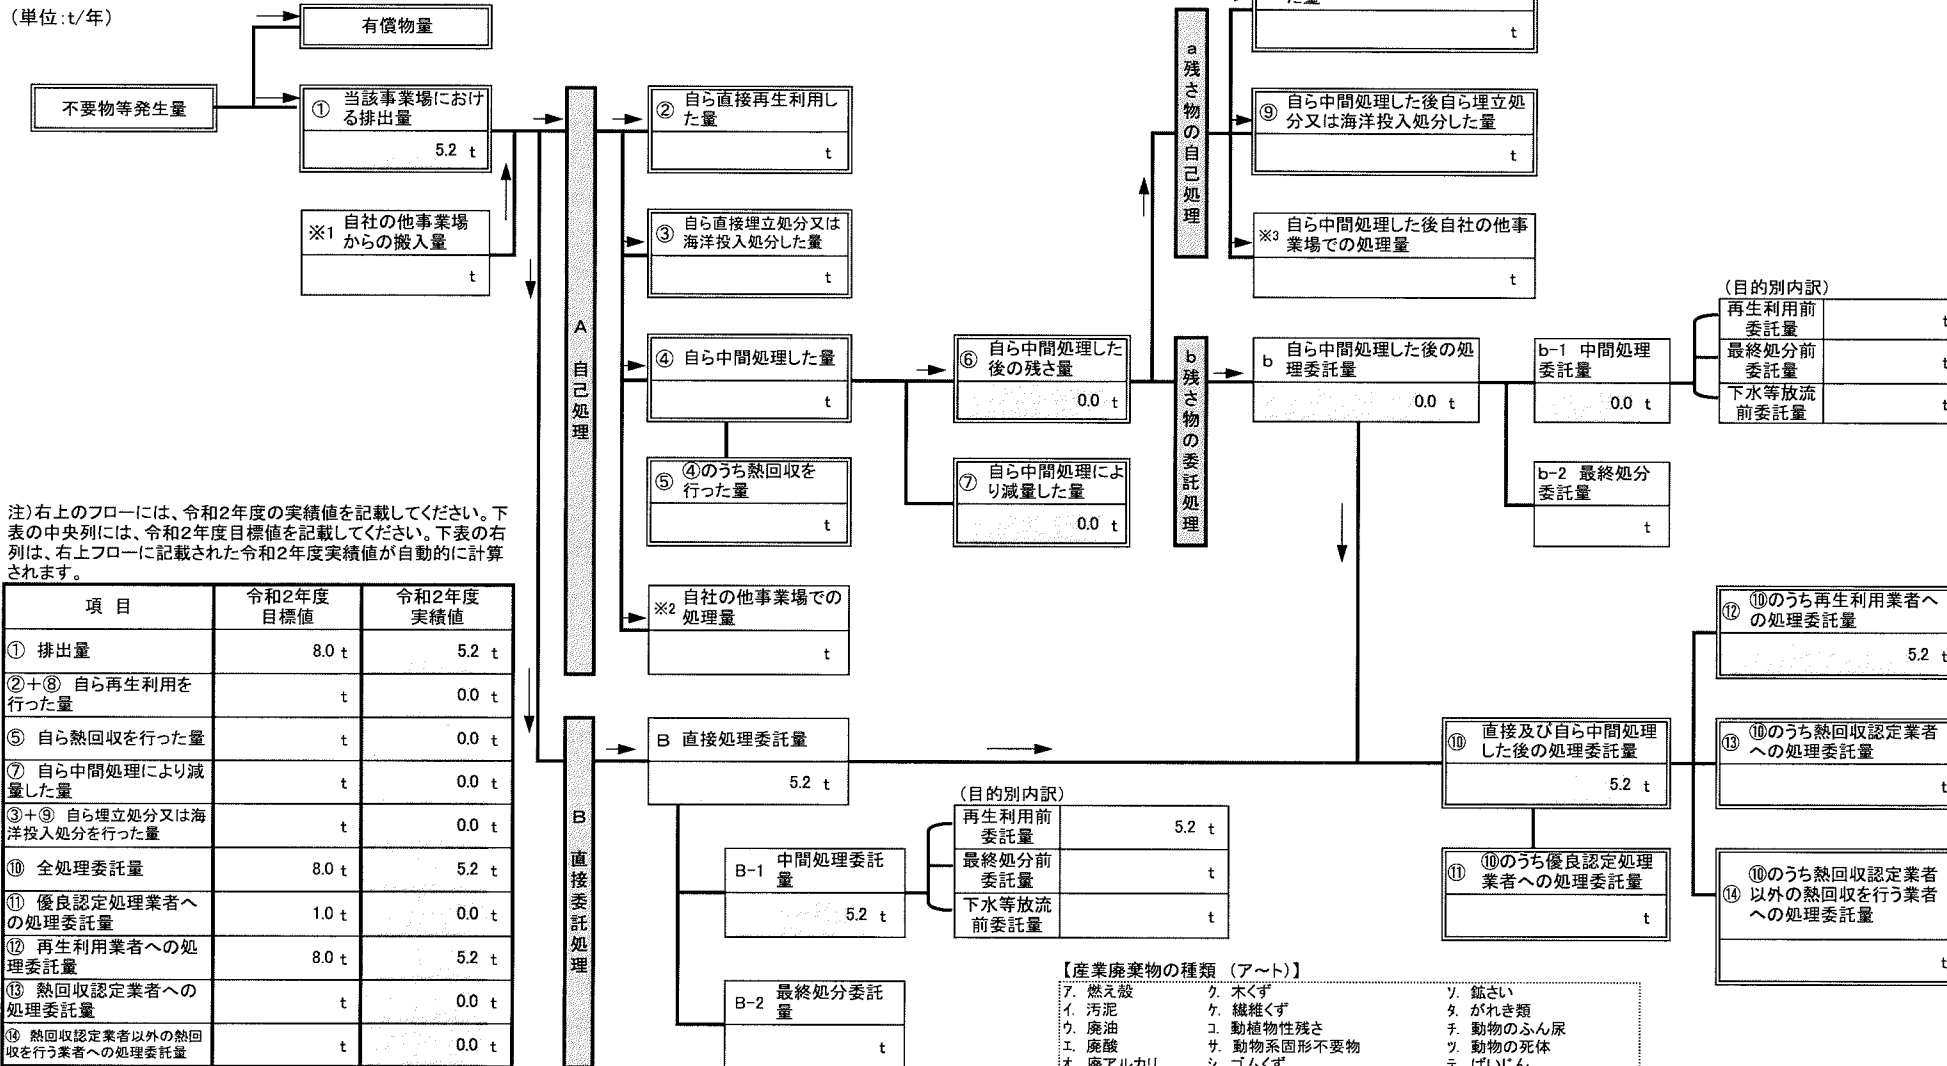 (単位:t/年)
有償物量
不要物等発生量
① 当該事業場におけ
る排出量
5.2 t
※1 自社の他事業場
からの搬入量
t
A 自己処理
② 自ら直接再生利用し
た量
t
③ 自ら直接埋立処分又は
海洋投入処分した量
t
④ 自ら中間処理した量
t
⑤ ④のうち熱回収を
行った量
t
※2 自社の他事業場での
処理量
t
⑥ 自ら中間処理した
後の残さ量
0.0 t
⑦ 自ら中間処理によ
り減量した量
0.0 t
a 残さ物の自己処理
t
⑨ 自ら中間処理した後自ら埋立処
分又は海洋投入処分した量
t
※3 自ら中間処理した後自社の他事
業場での処理量
t
b 残さ物の委託処理
b 自ら中間処理した後の処
理委託量
0.0 t
b-1 中間処理
委託量
0.0 t
(目的別内訳)
再生利用前
委託量
t
最終処分前
委託量
t
下水等放流
前委託量
t
b-2 最終処分
委託量
t
注)右上のフローには、令和2年度の実績値を記載してください。下
表の中央列には、令和2年度目標値を記載してください。下表の右
列は、右上フローに記載された令和2年度実績値が自動的に計算
されます。
項 目 令和2年度 目標値 令和2年度 実績値
① 排出量 8.0 t 5.2 t
②+⑧ 自ら再生利用を
行った量 t 0.0 t
⑤ 自ら熱回収を行った量 t 0.0 t
⑦ 自ら中間処理により減
量した量 t 0.0 t
③+⑨ 自ら埋立処分又は海
洋投入処分を行った量 t 0.0 t
⑩ 全処理委託量 8.0 t 5.2 t
⑪ 優良認定処理業者へ
の処理委託量 1.0 t 0.0 t
⑫ 再生利用業者への処
理委託量 8.0 t 5.2 t
⑬ 熱回収認定業者への
処理委託量 t 0.0 t
⑭ 熱回収認定業者以外の熱回
収を行う業者への処理委託量 t 0.0 t
B 直接委託処理
B 直接処理委託量
5.2 t
B-1 中間処理委託
量
5.2 t
(目的別内訳)
再生利用前
委託量
5.2 t
最終処分前
委託量
t
下水等放流
前委託量
t
B-2 最終処分委託
量
t
⑩ 直接及び自ら中間処理
した後の処理委託量
5.2 t
⑪ ⑩のうち優良認定処理
業者への処理委託量
t
⑫ ⑩のうち再生利用業者へ
の処理委託量
5.2 t
⑬ ⑩のうち熱回収認定業者
への処理委託量
t
⑭ ⑩のうち熱回収認定業者
以外の熱回収を行う業者
への処理委託量
t
【産業廃棄物の種類 (ア~ト)】
ア. 燃え殻 ク. 木くず ソ. 鉱さい
イ. 汚泥 ケ. 繊維くず タ. がれき類
ウ. 廃油 コ. 動植物性残さ チ. 動物のふん尿
エ. 廃酸 サ. 動物系固形不要物 ツ. 動物の死体
オ. 廃アルカリ シ. ゴムくず テ. ばいじん